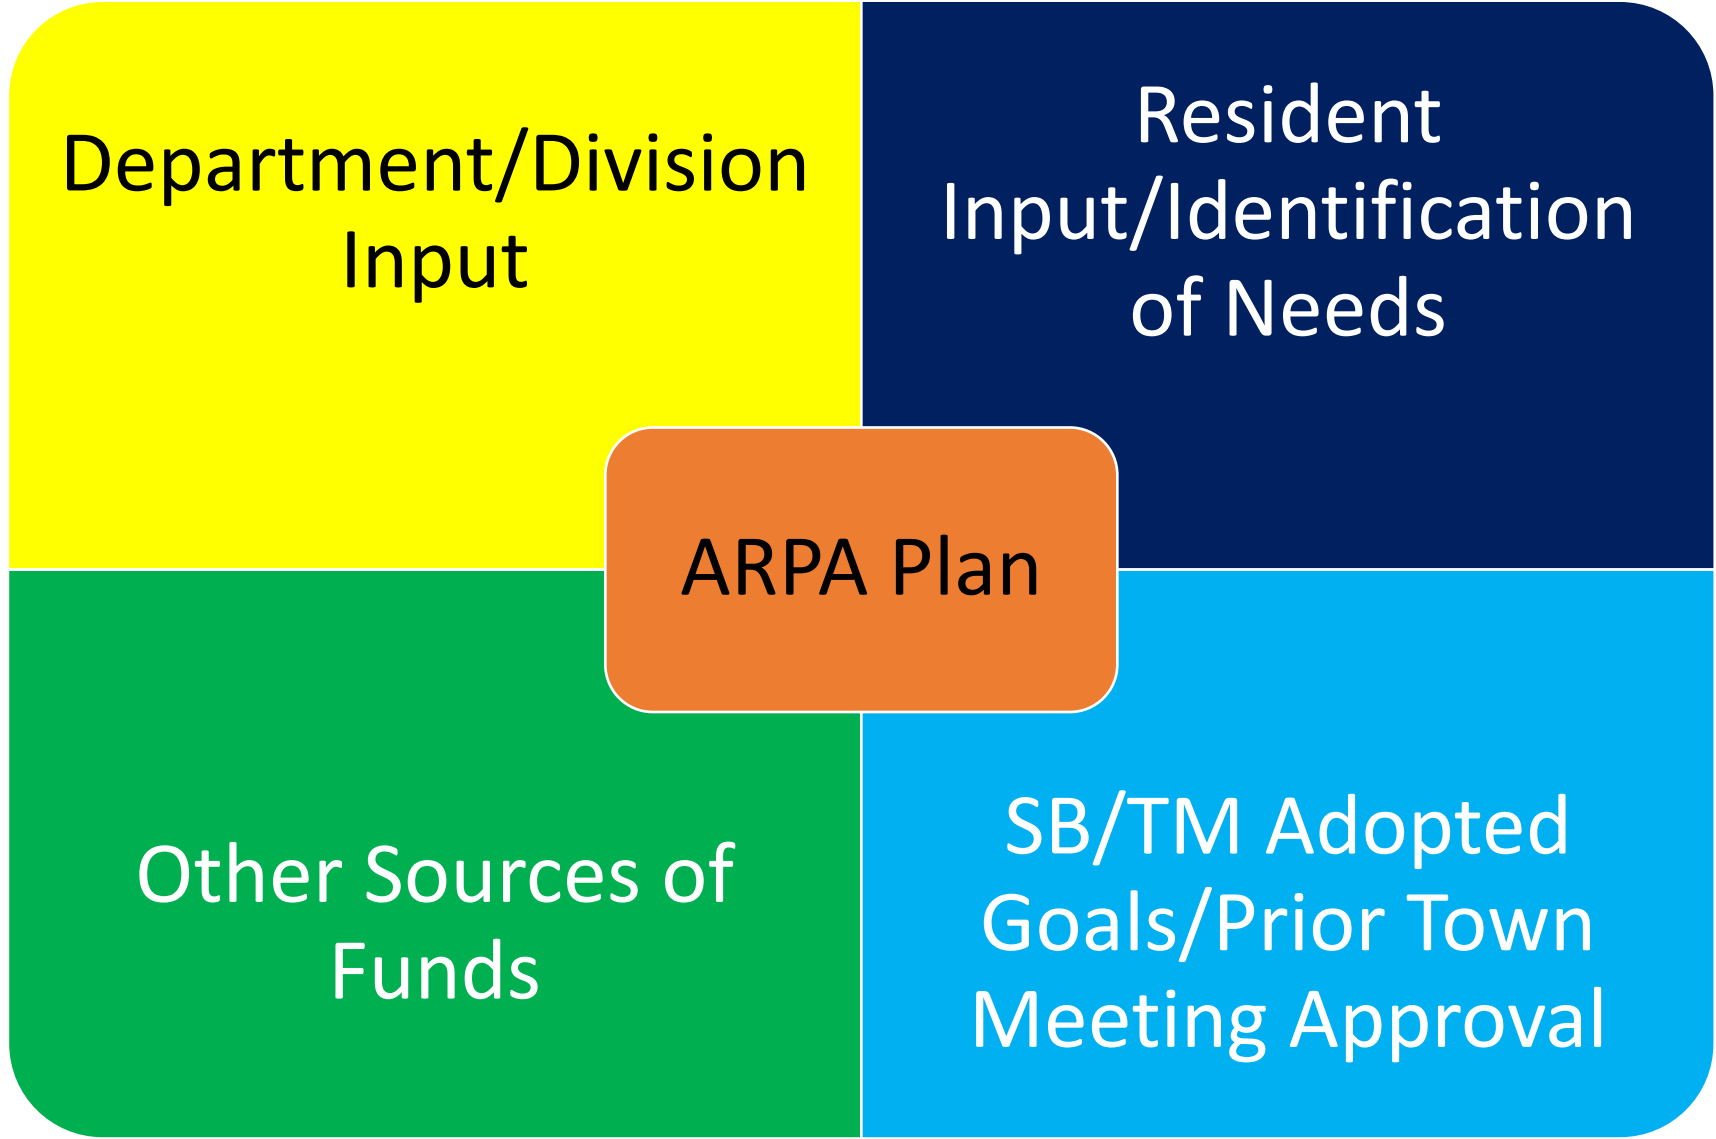 Department/Division
Input
Resident
Input/Identification
of Needs
ARPA Plan
Other Sources of
Funds
SB/TM Adopted
Goals/Prior Town
Meeting Approval